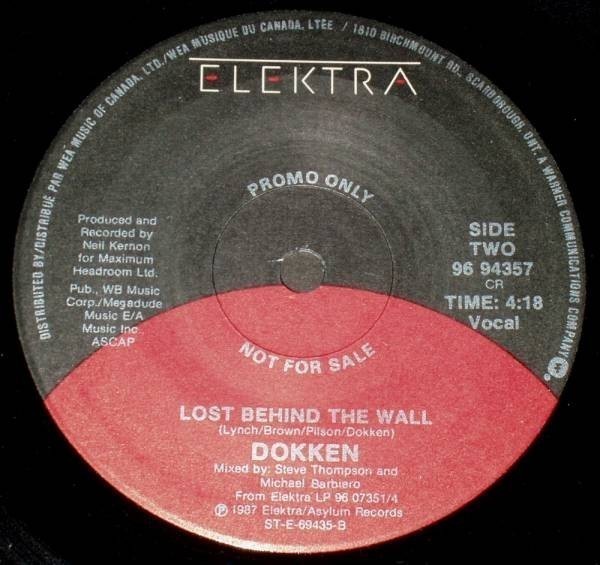 DISTRIBUTED BY/DISTRIBUÉ PAR WEA MUSIC OF CANADA, LTD./WEA MUSIQUE DU CANADA, LTÉE / 1810 BIRCHMOUNT RD., SCARBOROUGH, ONT. A WARNER COMMUNICATIONS COMPANY
ELEKTRA
PROMO ONLY
Produced and
Recorded by
Neil Kernon
for Maximum
Headroom Ltd.
Pub., WB Music
Corp./Megadude
Music E/A
Music Inc.
ASCAP
SIDE
TWO
96 94357
CR
TIME: 4:18
Vocal
NOT FOR SALE
LOST BEHIND THE WALL
(Lynch/Brown/Pilson/Dokken)
DOKKEN
Mixed by: Steve Thompson and
Michael Barbiero
From Elektra LP 96 07351/4
℗ 1987 Elektra/Asylum Records
ST-E-69435-B